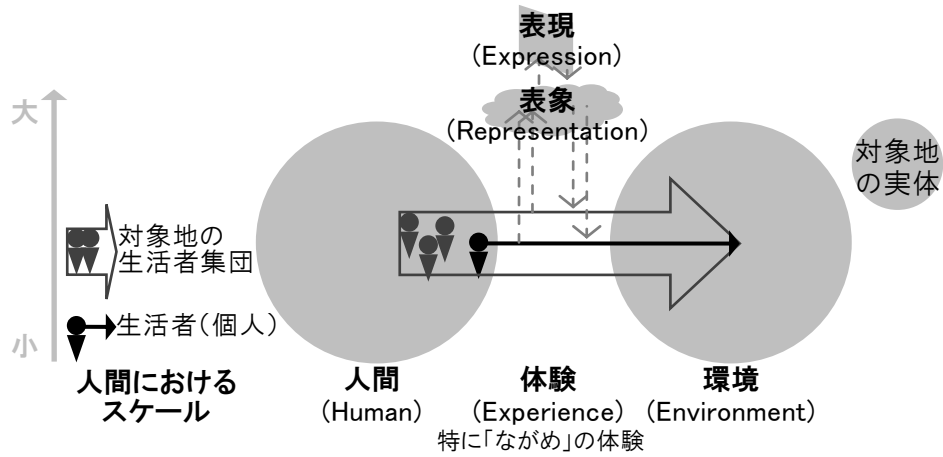 表現
(Expression)
表象
(Representation)
大
対象地
の実体
対象地の
生活者集団
生活者(個人)
小
人間における
スケール
人間
(Human)
体験
(Experience)
特に「ながめ」の体験
環境
(Environment)